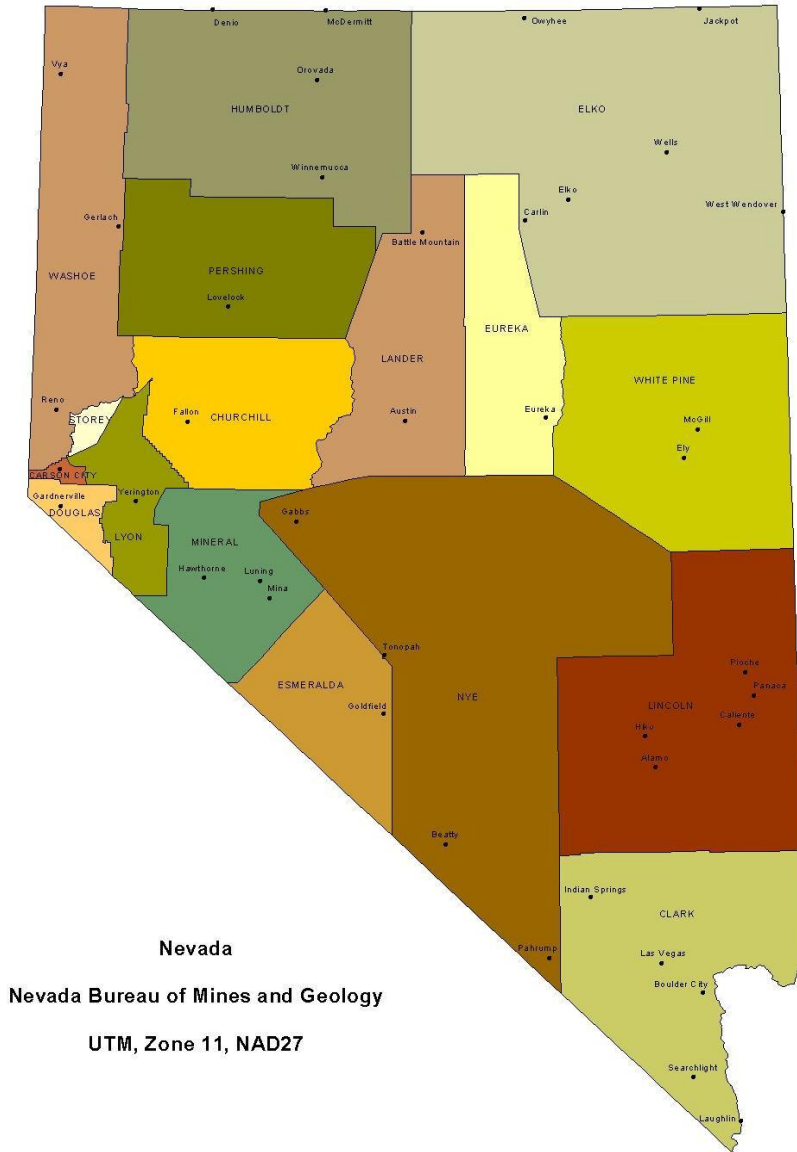 Denio
McDermitt
Owyhee
Jackpot
Vya
Orovada
HUMBOLDT
ELKO
Wells
Winnemucca
Elko
Carlin
West Wendover
Gerlach
Battle Mountain
WASHOE
PERSHING
Lovelock
EUREKA
LANDER
WHITE PINE
Reno
STOREY
Fallon
CHURCHILL
Austin
Eureka
McGill
Ely
CARSON CITY
Gardnerville
DOUGLAS
Yerington
LYON
Gabbs
MINERAL
Hawthorne
Luning
Mina
Tonopah
ESMERALDA
Goldfield
NYE
Pioche
Panaca
LINCOLN
Caliente
Hiko
Alamo
Beatty
Indian Springs
CLARK
Pahrump
Las Vegas
Boulder City
Searchlight
Laughlin
Nevada
Nevada Bureau of Mines and Geology
UTM, Zone 11, NAD27